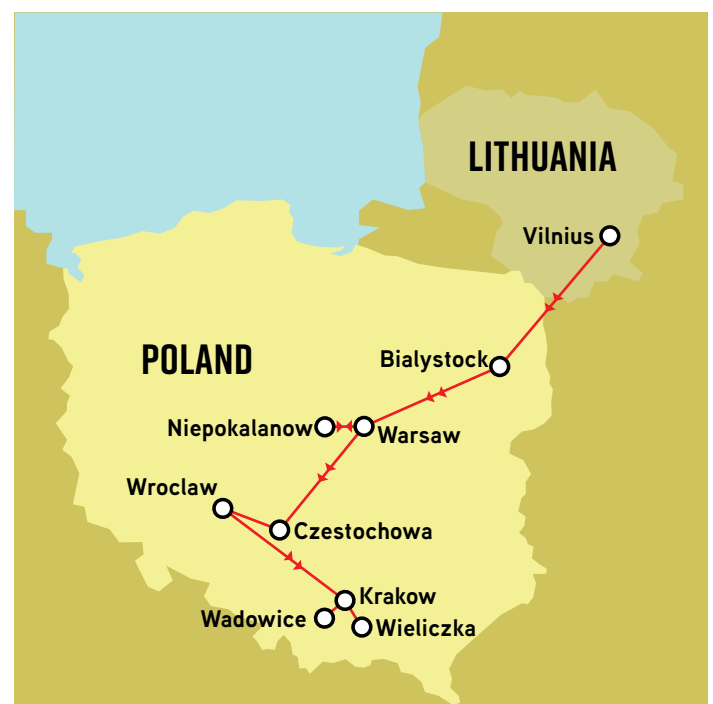 LITHUANIA
Vilnius
POLAND
Bialystock
Niepokalanow
Warsaw
Wroclaw
Czestochowa
Krakow
Wadowice
Wieliczka